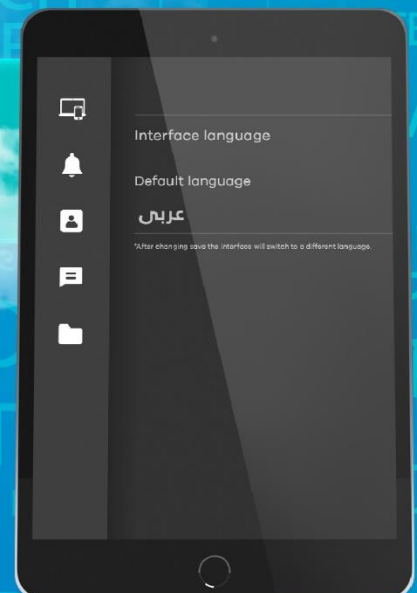 Interface language
Default language
عربى
*After changing save the interface will switch to a different language.